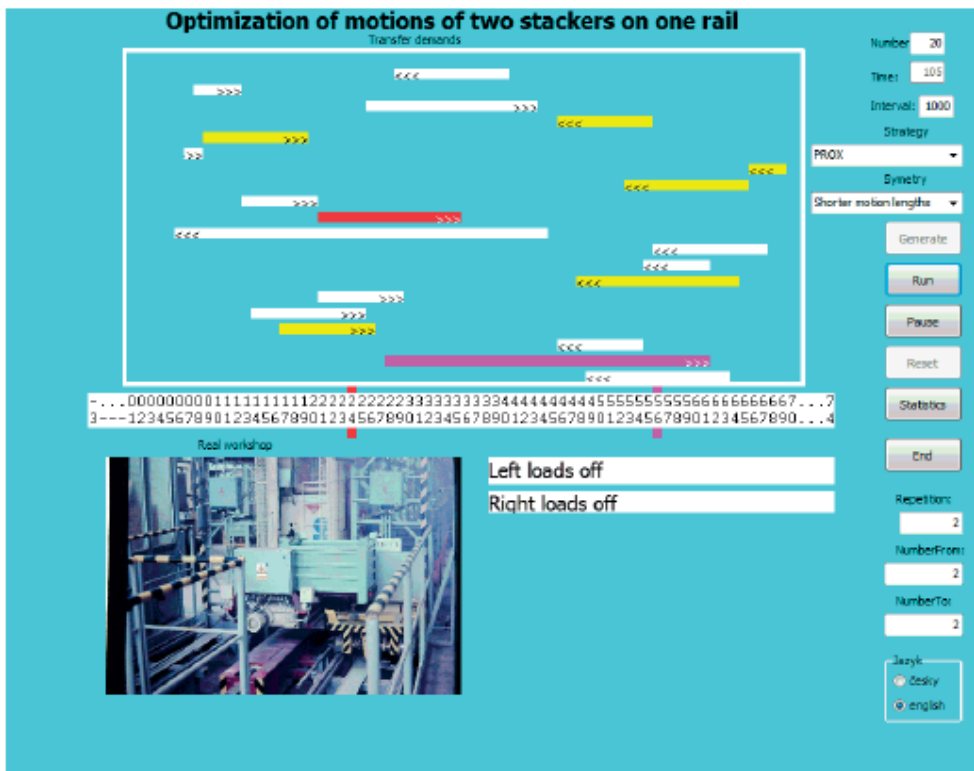 Optimization of motions of two stackers on one rail
Transfer demands
<<<
>>>
>>>
<<<
>>>
>>
<<<
<<<
>>>
>>>
<<<
<<<
<<<
<<<
>>>
>>>
>>>
<<<
>>>
<<<
-...0000000001111111111222222222233333333334444444444555555555566666666667...7
3---1234567890123456789012345678901234567890123456789012345678901234567890...4
Real workshop
Left loads off
Right loads off
Number 20
Time: 105
Interval: 1000
Strategy
PROX
Symetry
Shorter motion lengths
Generate
Run
Pause
Reset
Statistics
End
Repetition:
2
NumberFrom:
2
NumberTo:
2
Jazyk
česky
english